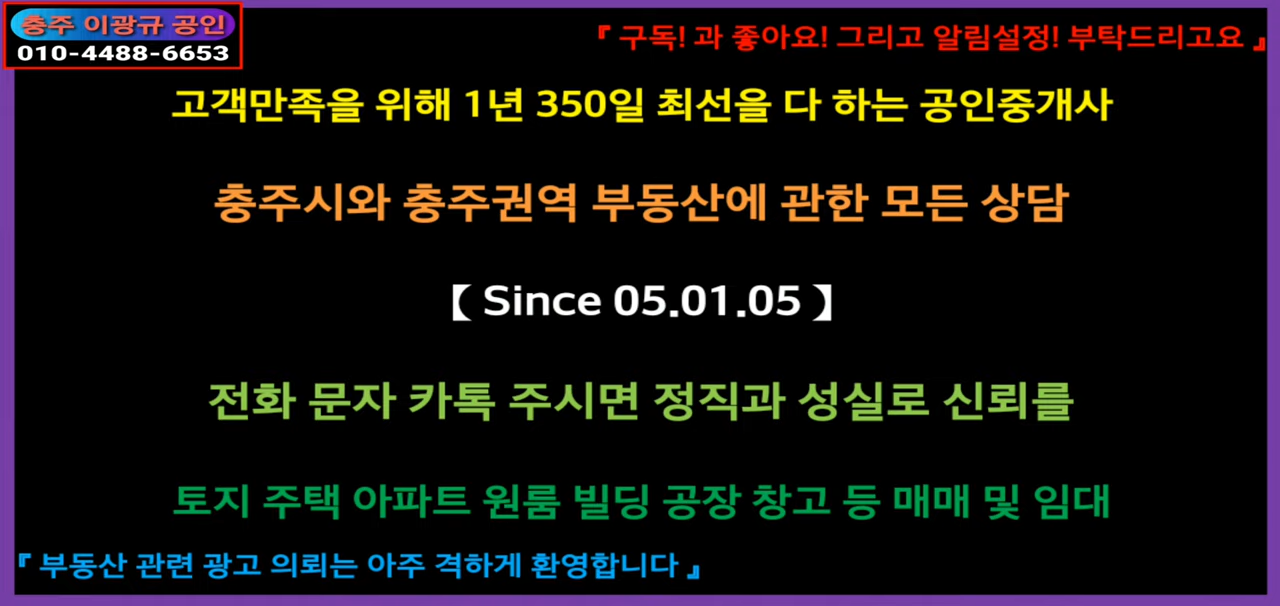 충주 이광규 공인
010-4488-6653
『 구독! 과 좋아요! 그리고 알림설정! 부탁드리고요 』
고객만족을 위해 1년 350일 최선을 다 하는 공인중개사
충주시와 충주권역 부동산에 관한 모든 상담
【 Since 05.01.05 】
전화 문자 카톡 주시면 정직과 성실로 신뢰를
토지 주택 아파트 원룸 빌딩 공장 창고 등 매매 및 임대
『 부동산 관련 광고 의뢰는 아주 격하게 환영합니다 』